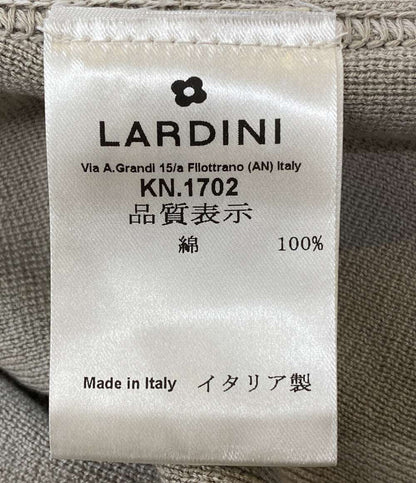 LARDINI
Via A.Grandi 15/a Filottrano (AN) Italy
KN.1702
品質表示
綿 100%
Made in Italy イタリア製